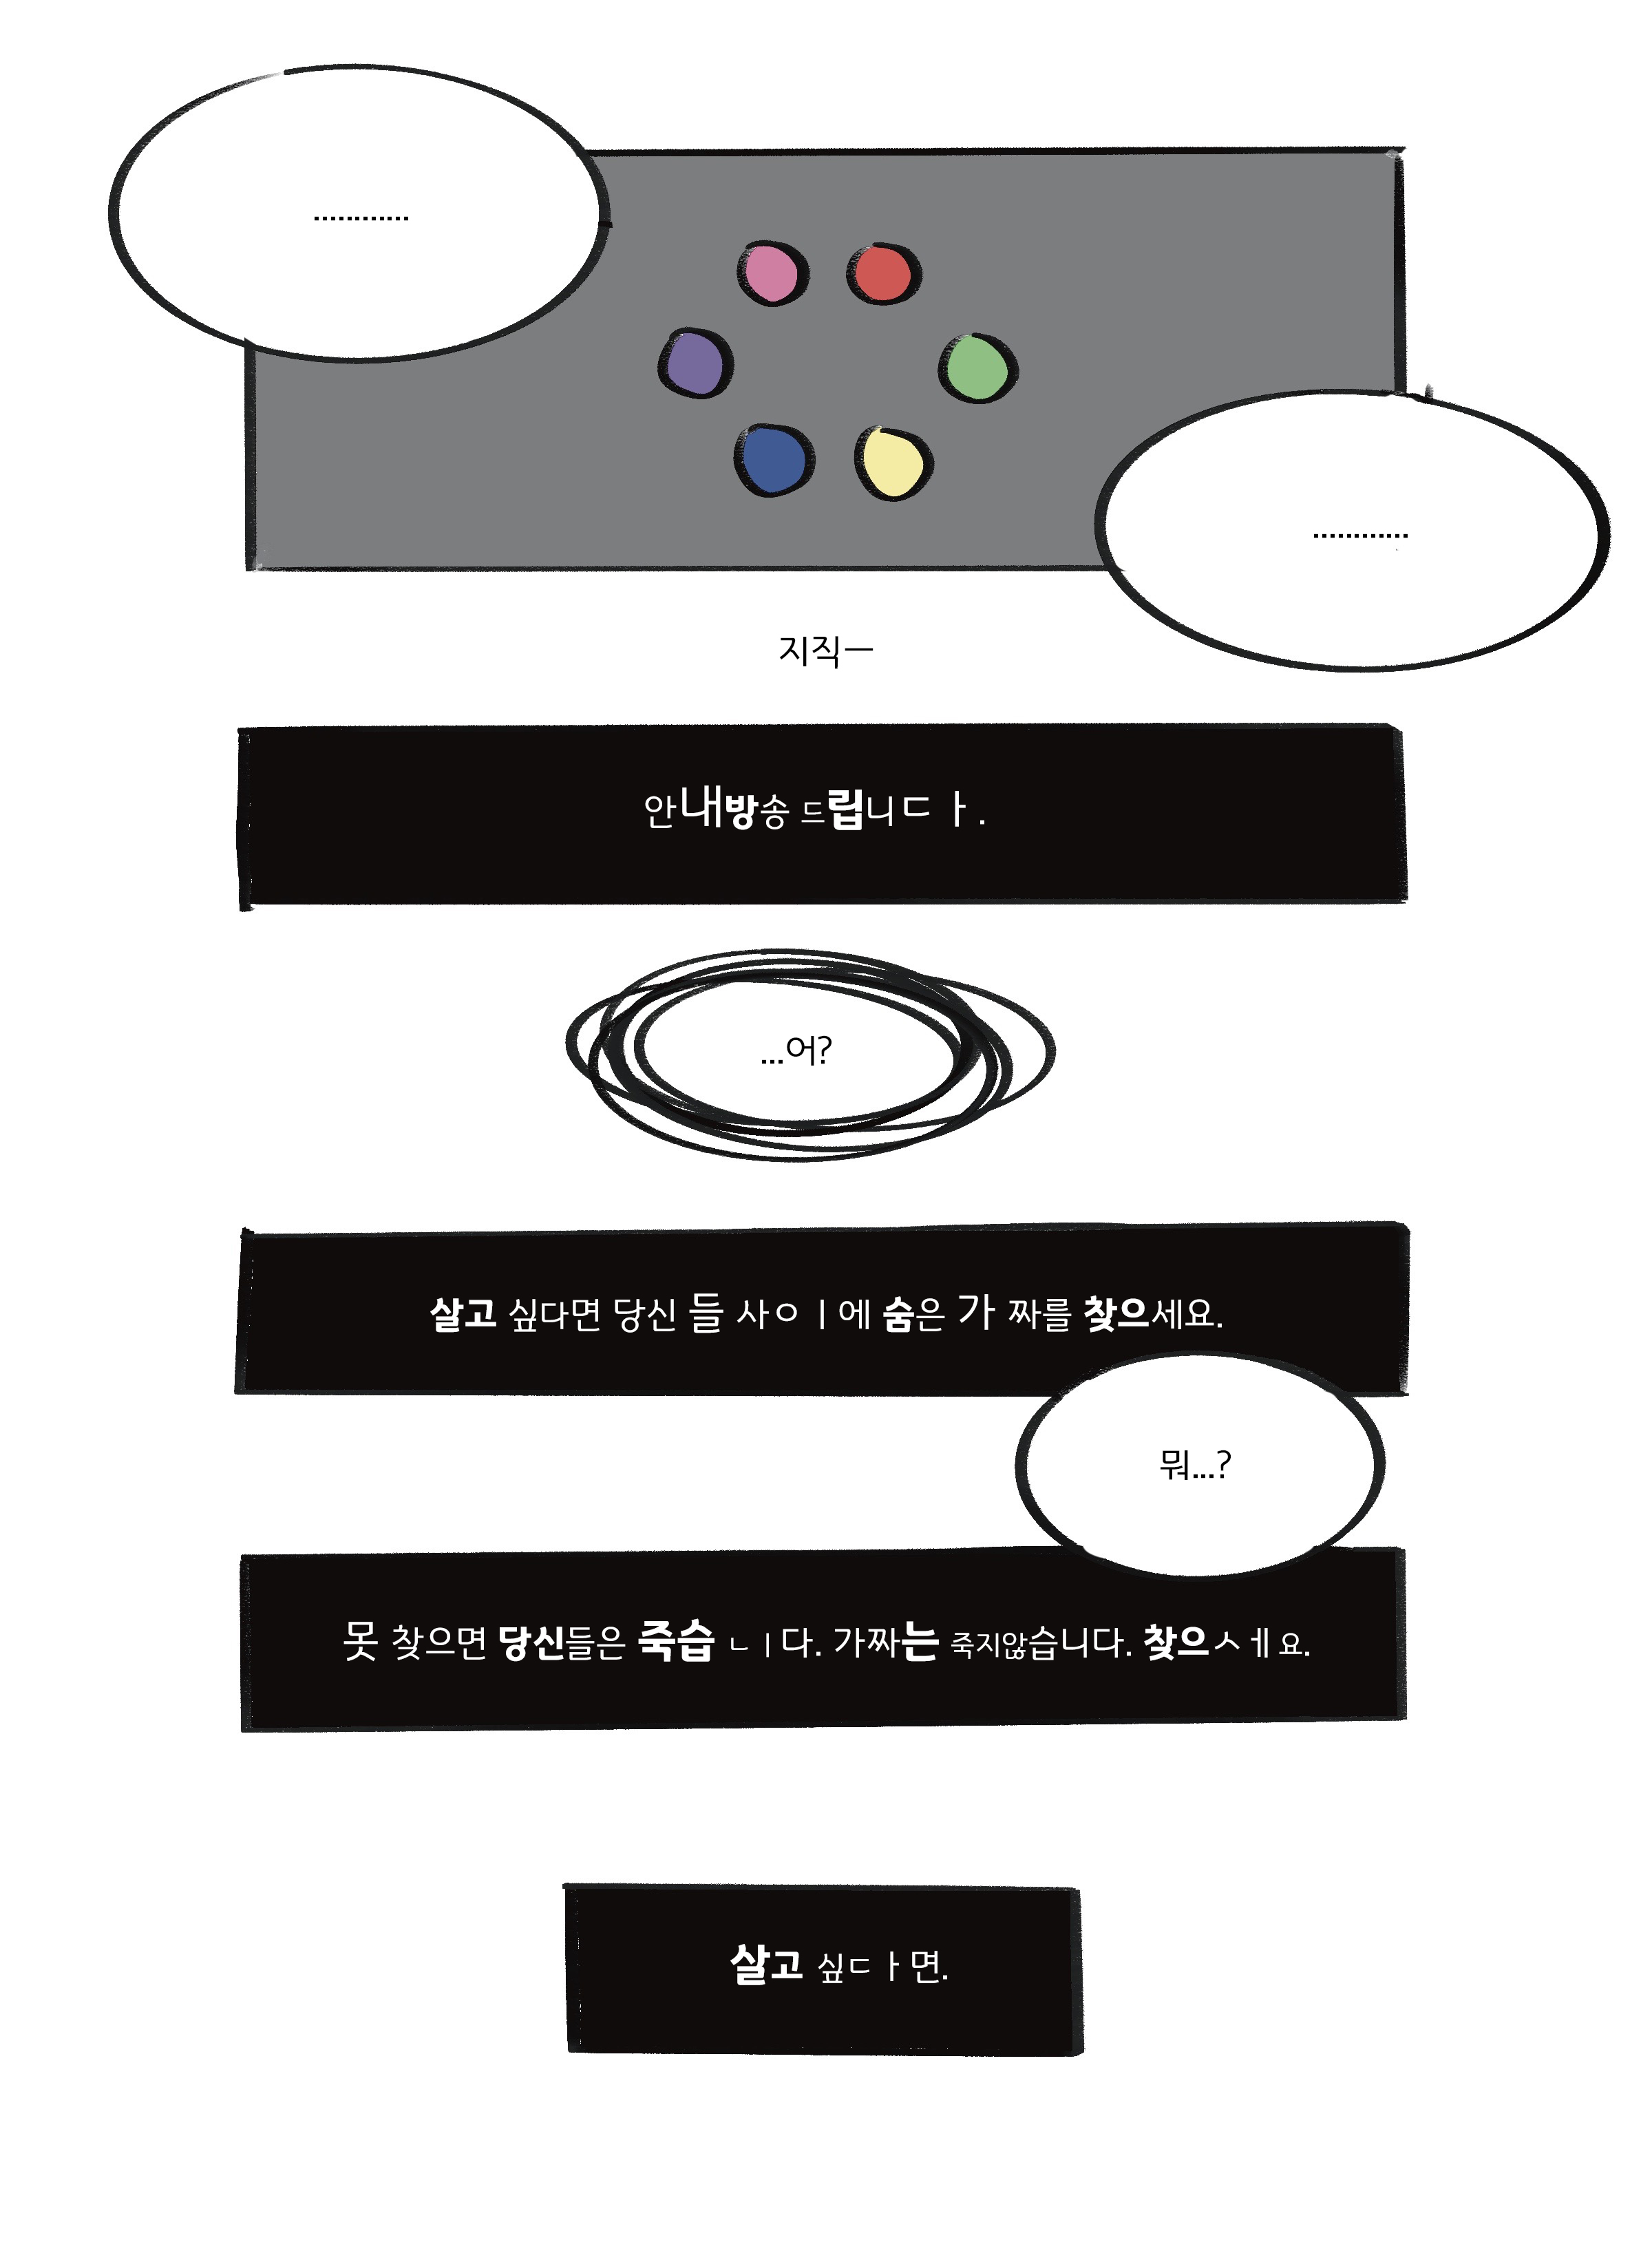 ............
............
지직ㅡ
안내방송 드립니ㄷㅏ.
...어?
살고 싶다면 당신 들 사ㅇㅣ에 숨은 가 짜를 찾으세요.
뭐...?
못 찾으면 당신들은 죽습 ㄴㅣ다. 가짜는 죽지않습니다. 찾으ㅅㅔ요.
살고 싶ㄷㅏ면.